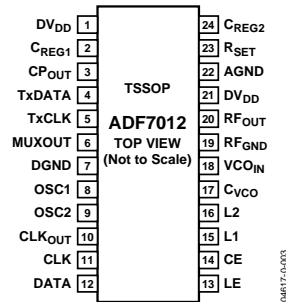 DVDD 1
CREG1 2
CPOUT 3
TxDATA 4
TxCLK 5
MUXOUT 6
DGND 7
OSC1 8
OSC2 9
CLKOUT 10
CLK 11
DATA 12
TSSOP
ADF7012
TOP VIEW
(Not to Scale)
24 CREG2
23 RSET
22 AGND
21 DVDD
20 RFOUT
19 RFGND
18 VCOIN
17 CVCO
16 L2
15 L1
14 CE
13 LE
04617-0-003